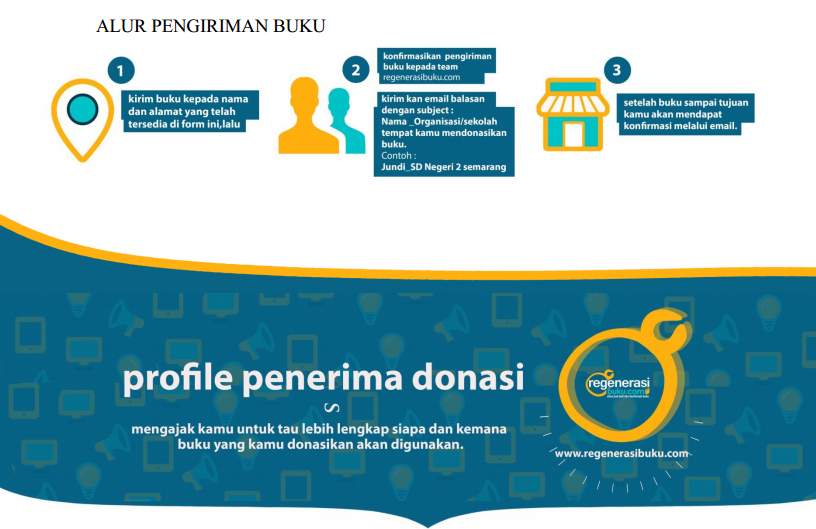 ALUR PENGIRIMAN BUKU
1
kirim buku kepada nama
dan alamat yang telah
tersedia di form ini,lalu
2
konfirmasikan pengiriman
buku kepada team
regenerasibuku.com
kirim kan email balasan
dengan subject :
Nama _Organisasi/sekolah
tempat kamu mendonasikan
buku.
Contoh :
Jundi_SD Negeri 2 semarang
3
setelah buku sampai tujuan
kamu akan mendapat
konfirmasi melalui email.
profile penerima donasi
S
mengajak kamu untuk tau lebih lengkap siapa dan kemana
buku yang kamu donasikan akan digunakan.
regenerasi
buku.com
www.regenerasibuku.com